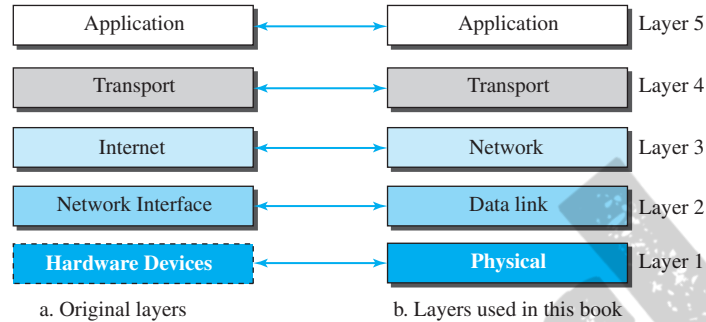 Application Application Layer 5
Transport Transport Layer 4
Internet Network Layer 3
Network Interface Data link Layer 2
Hardware Devices Physical Layer 1
a. Original layers b. Layers used in this book